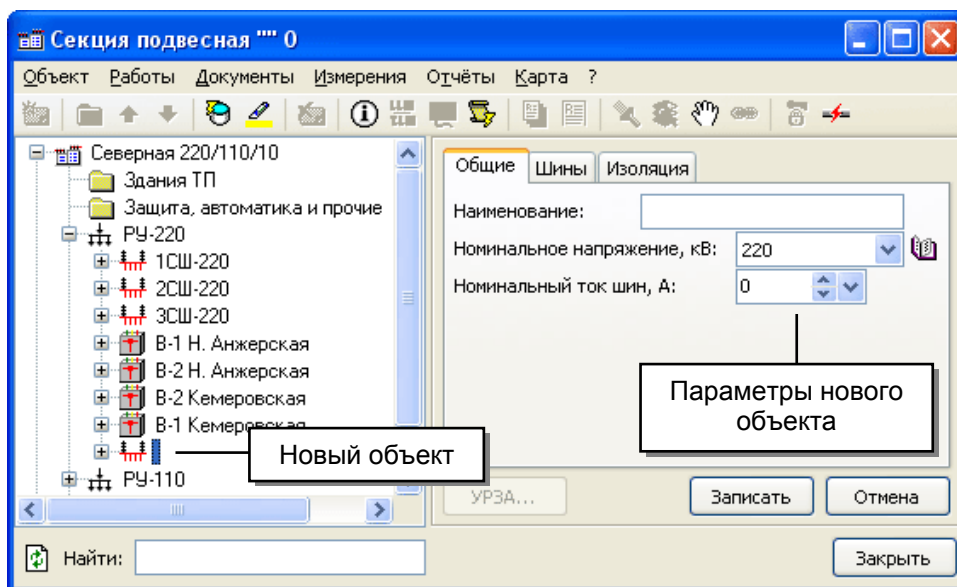 Секция подвесная "" 0
Объект Работы Документы Измерения Отчёты Карта ?
Северная 220/110/10
Здания ТП
Защита, автоматика и прочие
РУ-220
1СШ-220
2СШ-220
3СШ-220
В-1 Н. Анжерская
В-2 Н. Анжерская
В-2 Кемеровская
В-1 Кемеровская
Новый объект
РУ-110
Общие Шины Изоляция
Наименование:
Номинальное напряжение, кВ: 220
Номинальный ток шин, А: 0
Параметры нового
объекта
УРЗА... Записать Отмена
Найти: Закрыть